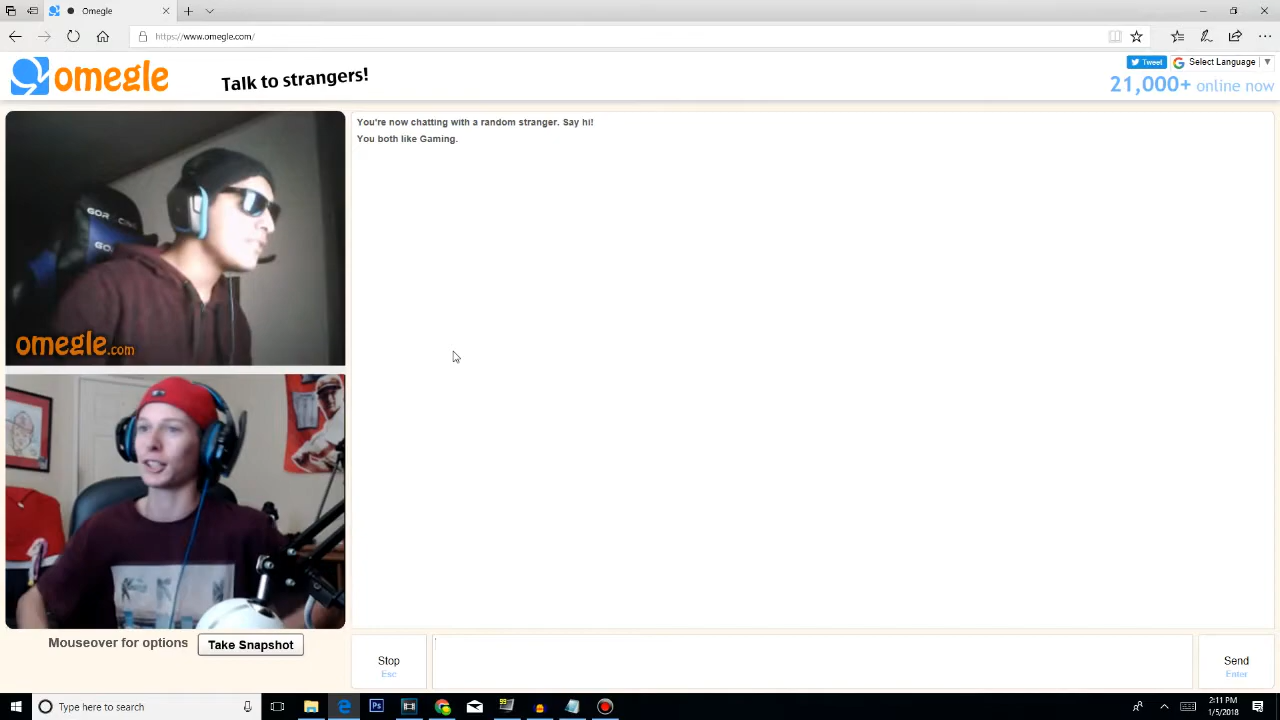 Omegle
https://www.omegle.com/
omegle
Talk to strangers!
Tweet
Select Language
21,000+ online now
You're now chatting with a random stranger. Say hi!
You both like Gaming.
omegle.com
Mouseover for options
Take Snapshot
Stop
Esc
Send
Enter
Type here to search
2:11 PM
1/5/2018